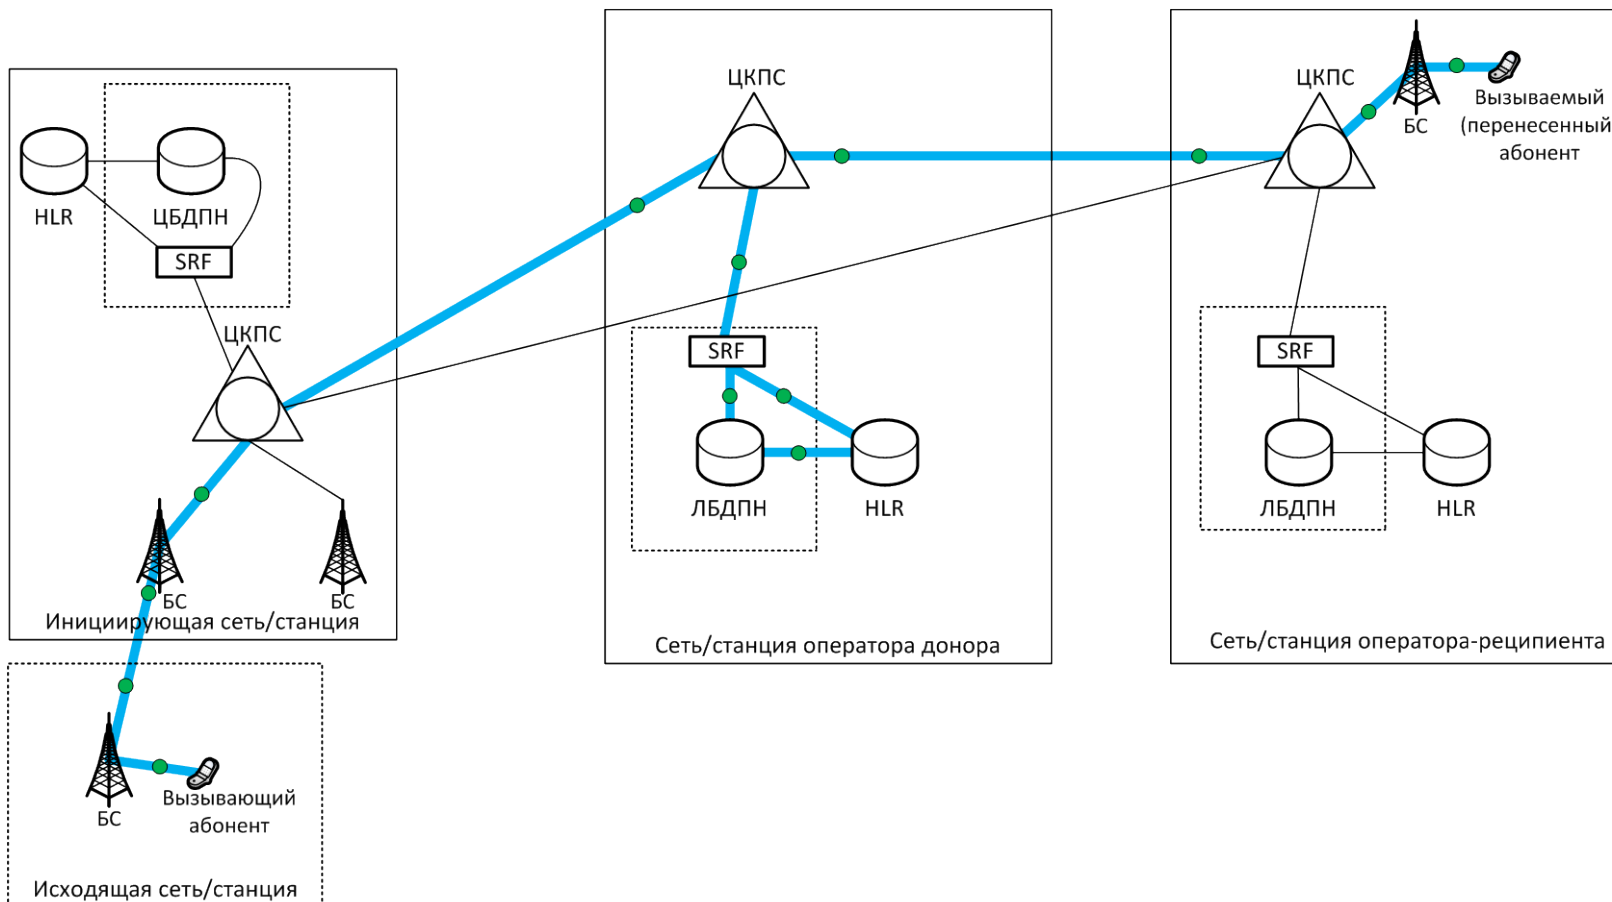 HLR
ЦБДПН
SRF
ЦКПС
БС
БС
Инициирующая сеть/станция
БС
Вызывающий
абонент
Исходящая сеть/станция
ЦКПС
SRF
ЛБДПН
HLR
Сеть/станция оператора донора
ЦКПС
БС
Вызываемый
(перенесенный
абонент
SRF
ЛБДПН
HLR
Сеть/станция оператора-реципиента